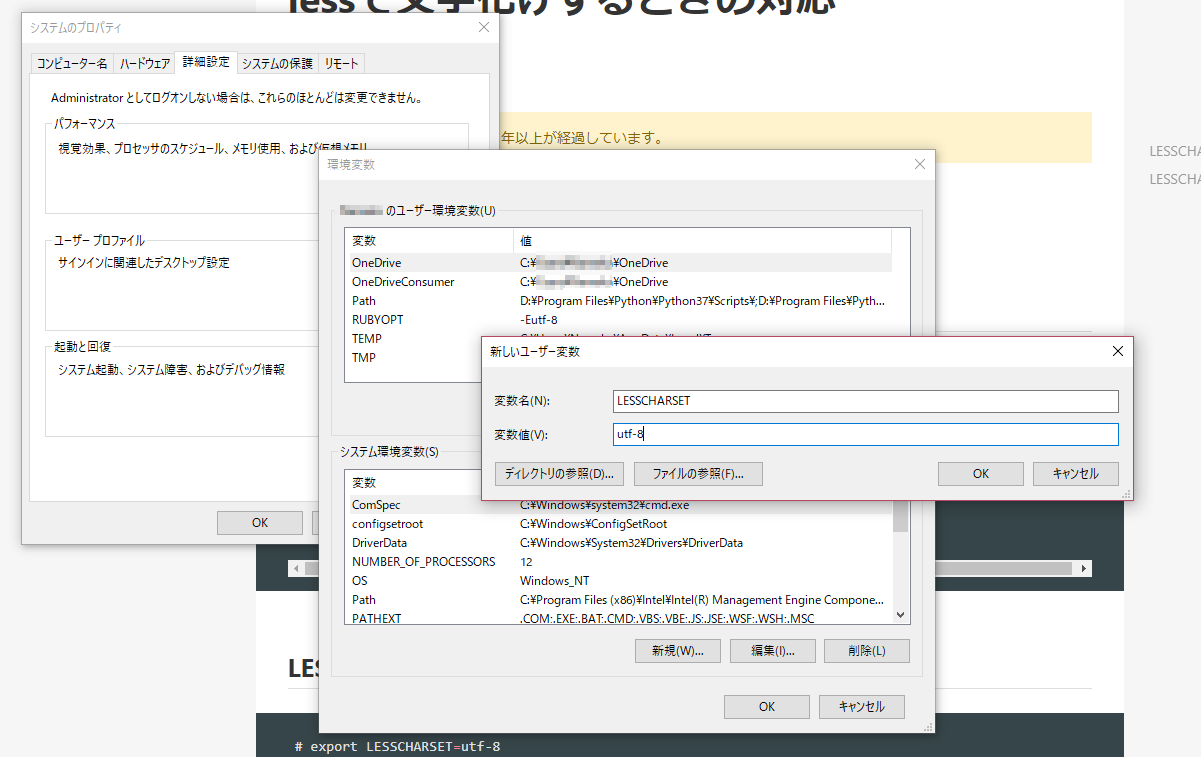 lessで文字化けするときの対応
システムのプロパティ
コンピューター名 ハードウェア 詳細設定 システムの保護 リモート
Administrator としてログオンしない場合は、これらのほとんどは変更できません。
パフォーマンス
視覚効果、プロセッサのスケジュール、メモリ使用、および仮想メモリ
ユーザー プロファイル
サインインに関連したデスクトップ設定
起動と回復
システム起動、システム障害、およびデバッグ情報
OK
年以上が経過しています。
LESSCHA
LESSCHA
環境変数
のユーザー環境変数(U)
変数 値
OneDrive C:¥ ¥OneDrive
OneDriveConsumer C:¥ ¥OneDrive
Path D:¥Program Files¥Python¥Python37¥Scripts¥;D:¥Program Files¥Pyth...
RUBYOPT -Eutf-8
TEMP
TMP
新しいユーザー変数
変数名(N): LESSCHARSET
変数値(V): utf-8
ディレクトリの参照(D)... ファイルの参照(F)... OK キャンセル
システム環境変数(S)
変数
ComSpec C:¥Windows¥system32¥cmd.exe
configsetroot C:¥Windows¥ConfigSetRoot
DriverData C:¥Windows¥System32¥Drivers¥DriverData
NUMBER_OF_PROCESSORS 12
OS Windows_NT
Path C:¥Program Files (x86)¥Intel¥Intel(R) Management Engine Compone...
PATHEXT .COM;.EXE;.BAT;.CMD;.VBS;.VBE;.JS;.JSE;.WSF;.WSH;.MSC
新規(W)... 編集(I)... 削除(L)
OK キャンセル
LES
# export LESSCHARSET=utf-8